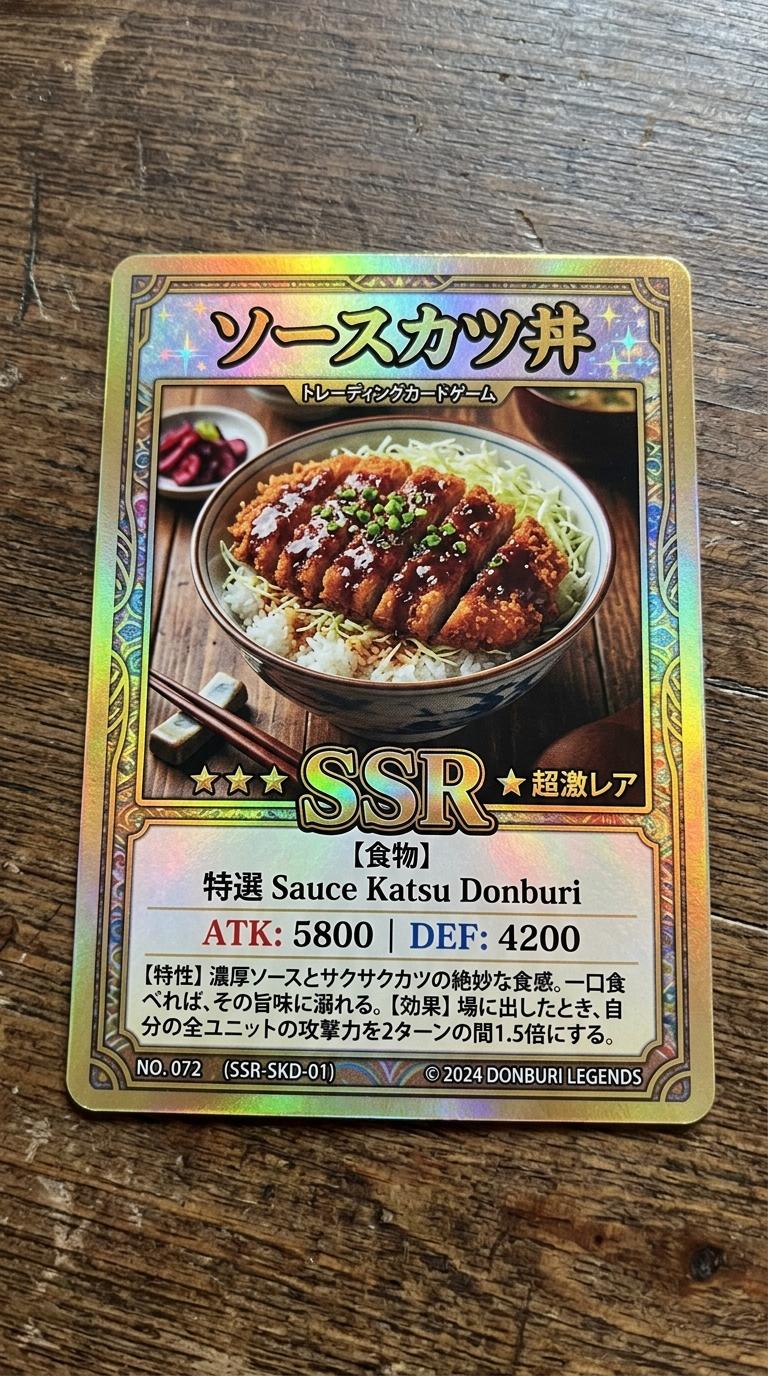 ソースカツ丼
トレーディングカードゲーム
★★★ SSR ★超激レア
【食物】
特選 Sauce Katsu Donburi
ATK: 5800 | DEF: 4200
【特性】濃厚ソースとサクサクカツの絶妙な食感。一口食
べれば、その旨味に溺れる。【効果】場に出したとき、自
分の全ユニットの攻撃力を2ターンの間1.5倍にする。
NO. 072 (SSR-SKD-01) © 2024 DONBURI LEGENDS